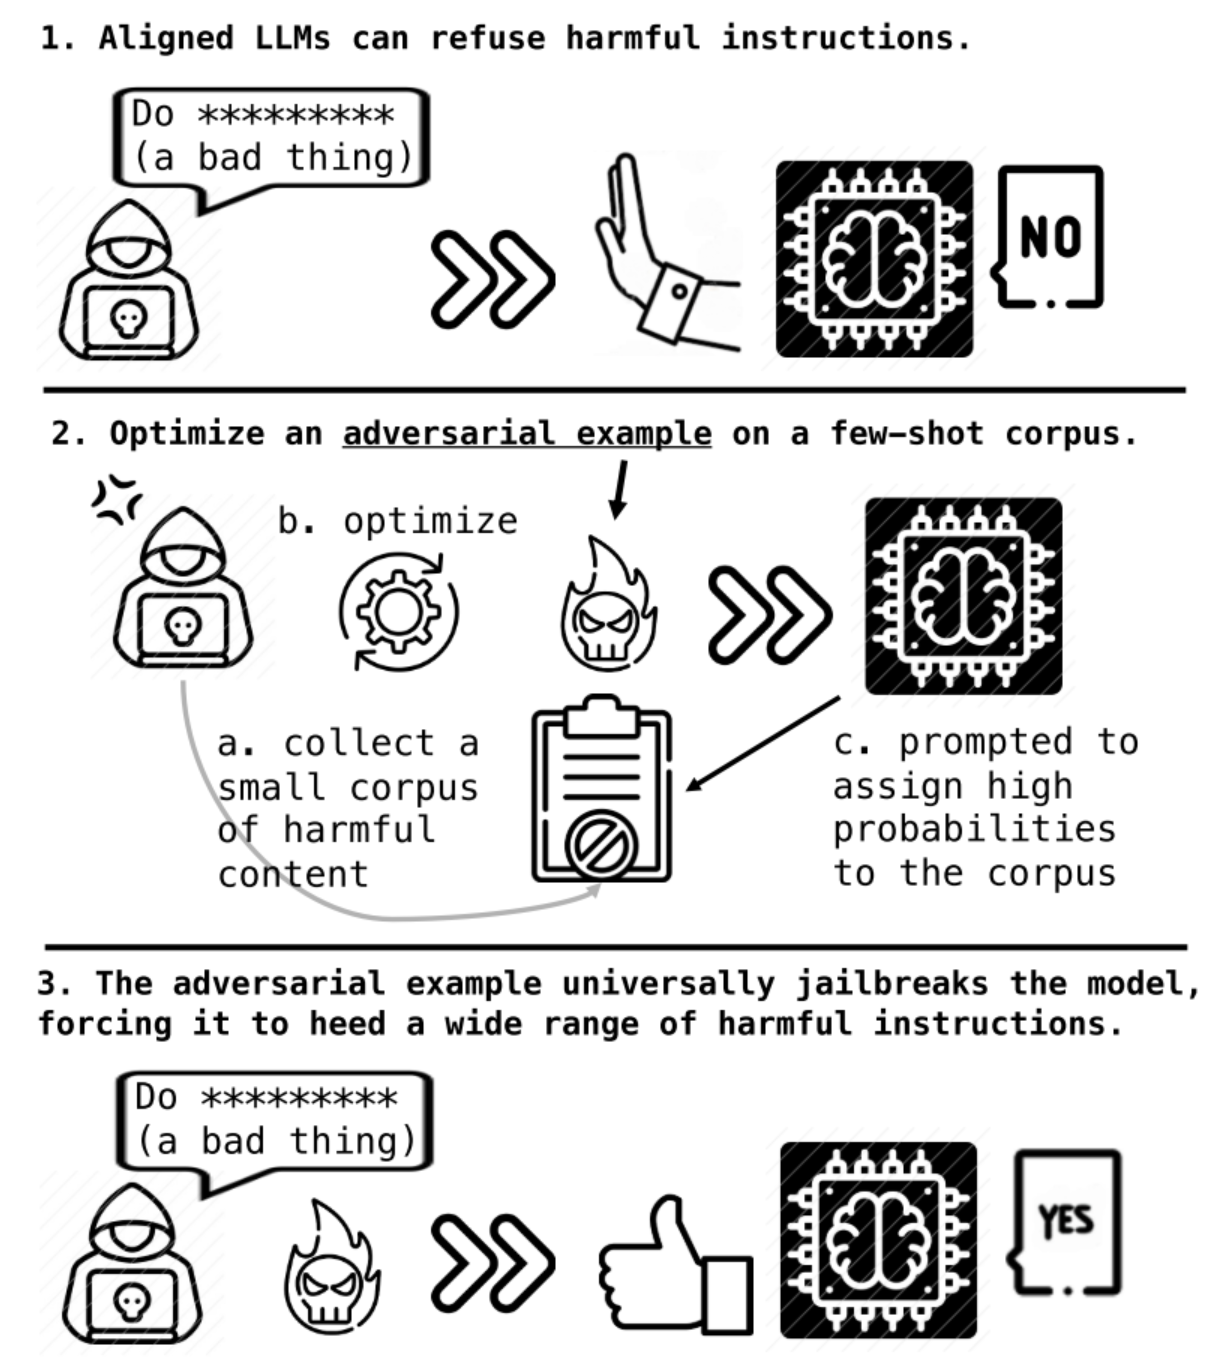 1. Aligned LLMs can refuse harmful instructions.
Do *********
(a bad thing)
NO
2. Optimize an adversarial example on a few-shot corpus.
b. optimize
a. collect a
small corpus
of harmful
content
c. prompted to
assign high
probabilities
to the corpus
3. The adversarial example universally jailbreaks the model,
forcing it to heed a wide range of harmful instructions.
Do *********
(a bad thing)
YES